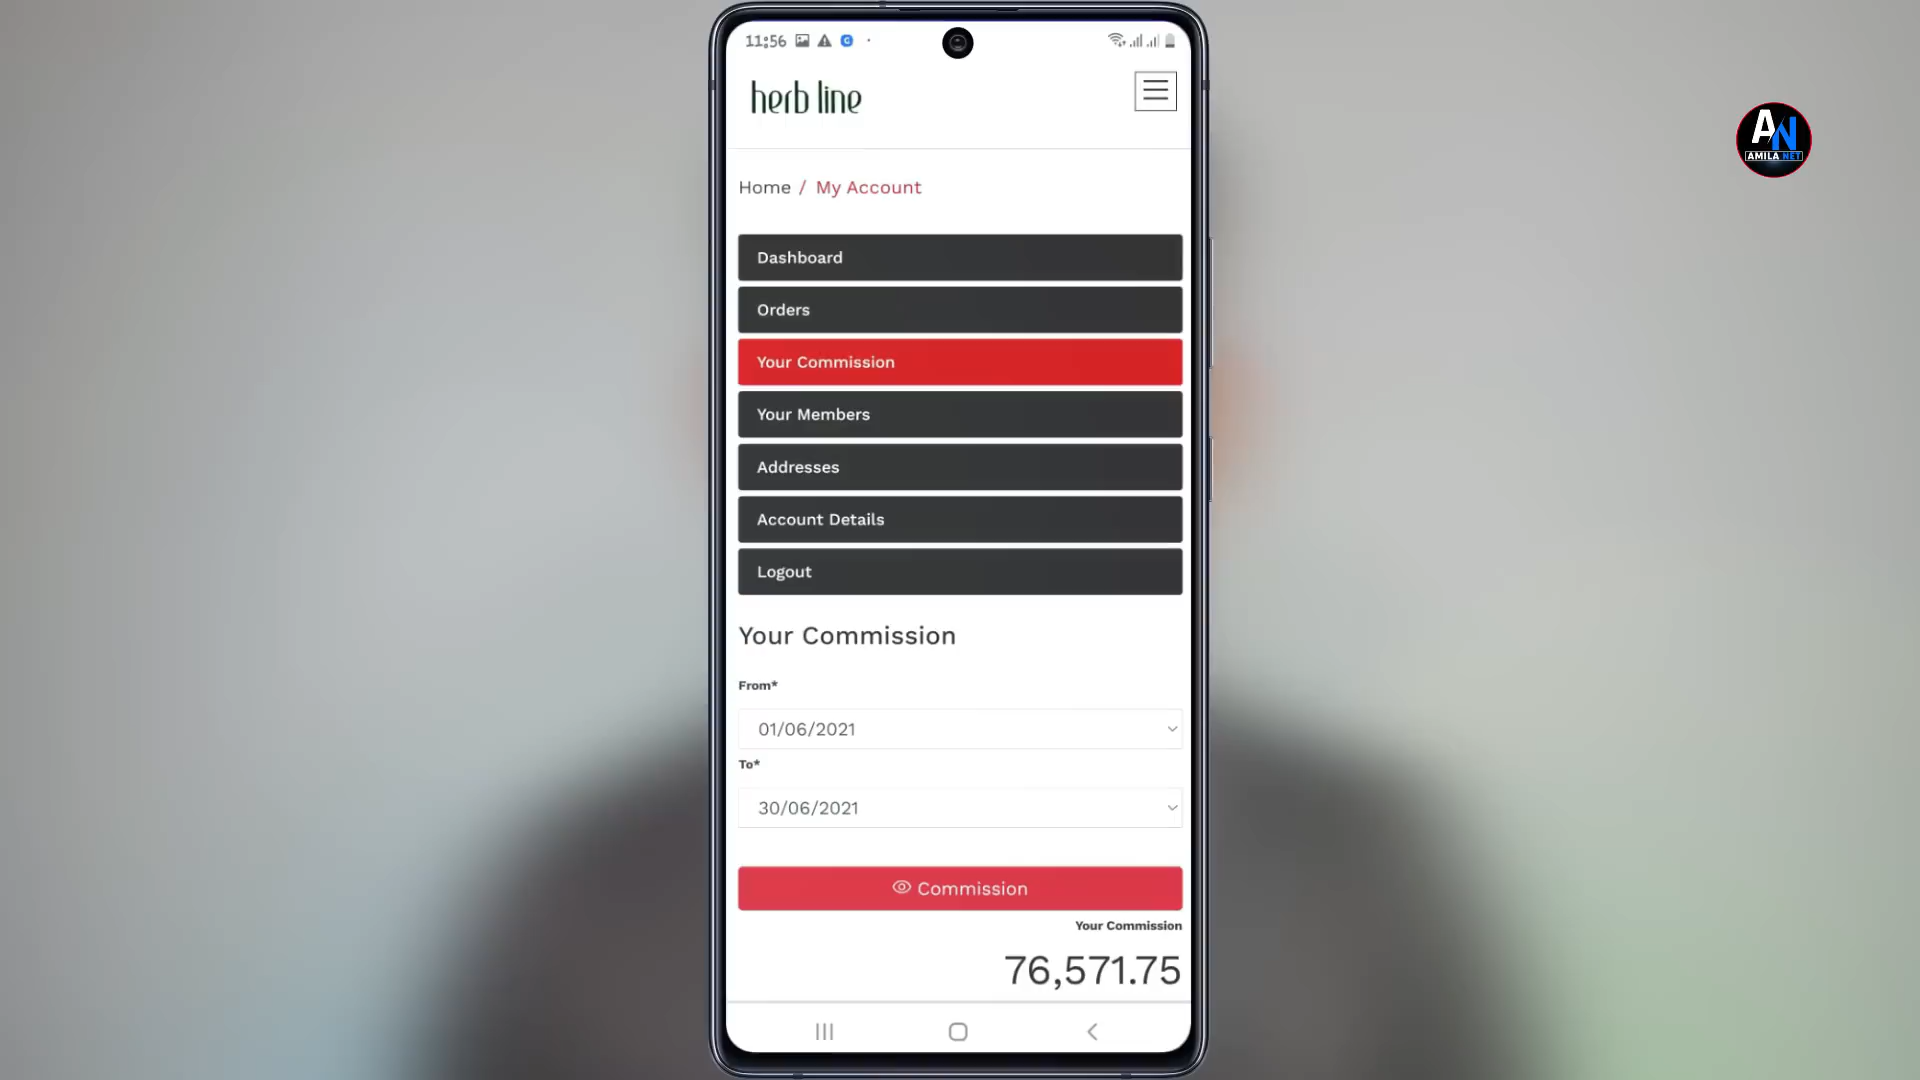 11:56
herb line
Home / My Account
Dashboard
Orders
Your Commission
Your Members
Addresses
Account Details
Logout
Your Commission
From*
01/06/2021
To*
30/06/2021
Commission
Your Commission
76,571.75
AN
AMILA NET